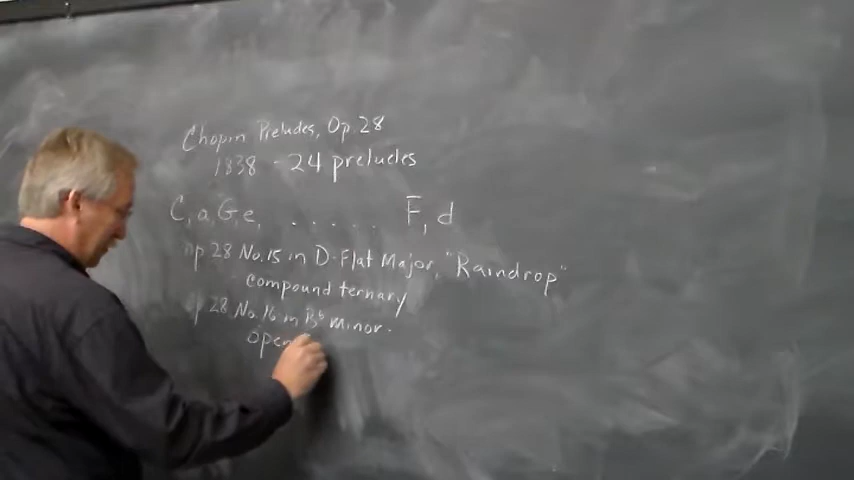 Chopin Preludes, Op. 28
1838 - 24 preludes
C, a, G, e, . . . . . F, d
op 28 No. 15 in D-Flat Major, "Raindrop"
compound ternary
op 28 No. 16 in B♭ minor.
open